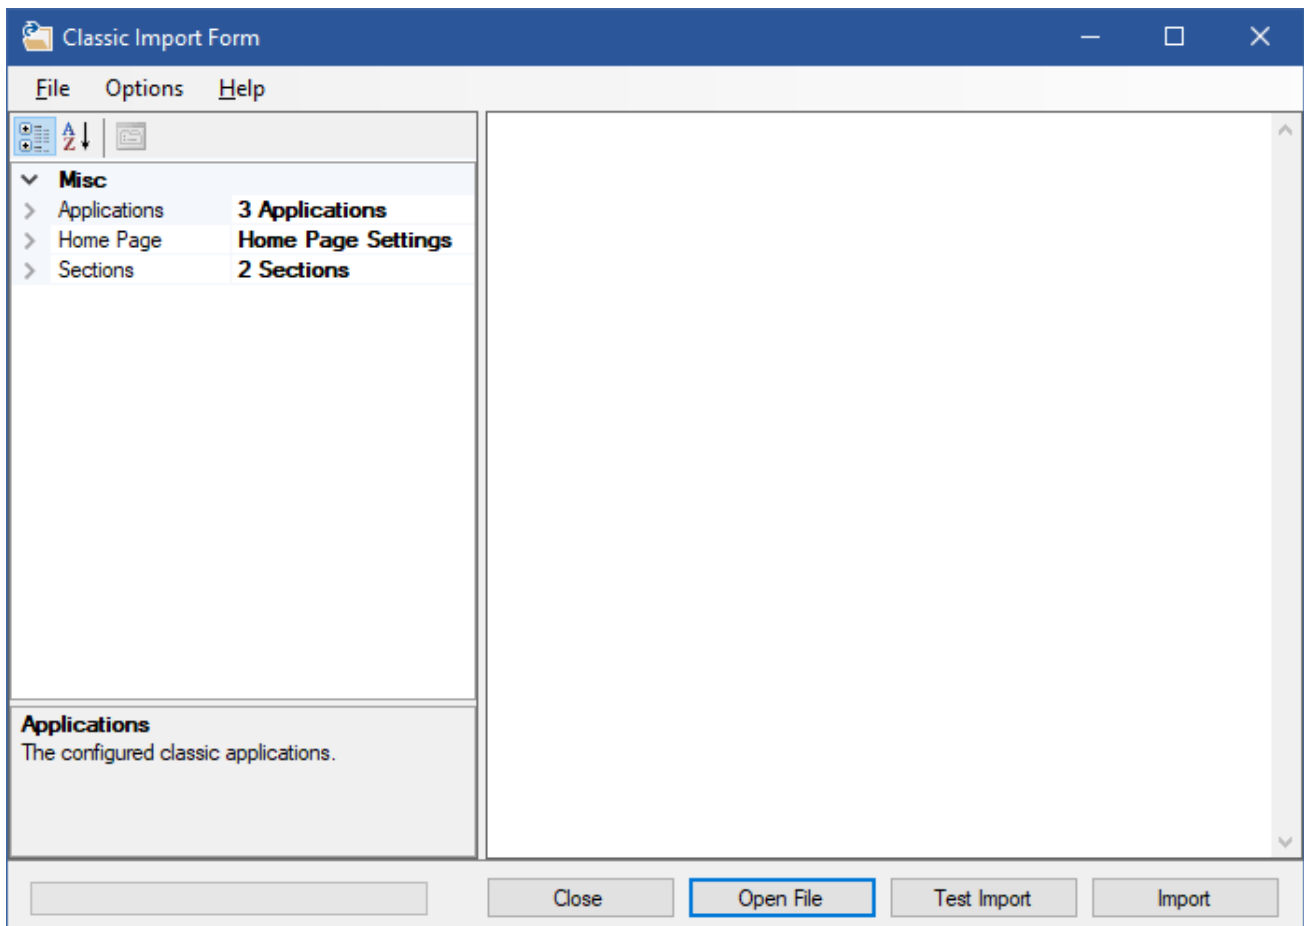 Classic Import Form
File Options Help
Misc
Applications 3 Applications
Home Page Home Page Settings
Sections 2 Sections
Applications
The configured classic applications.
Close Open File Test Import Import